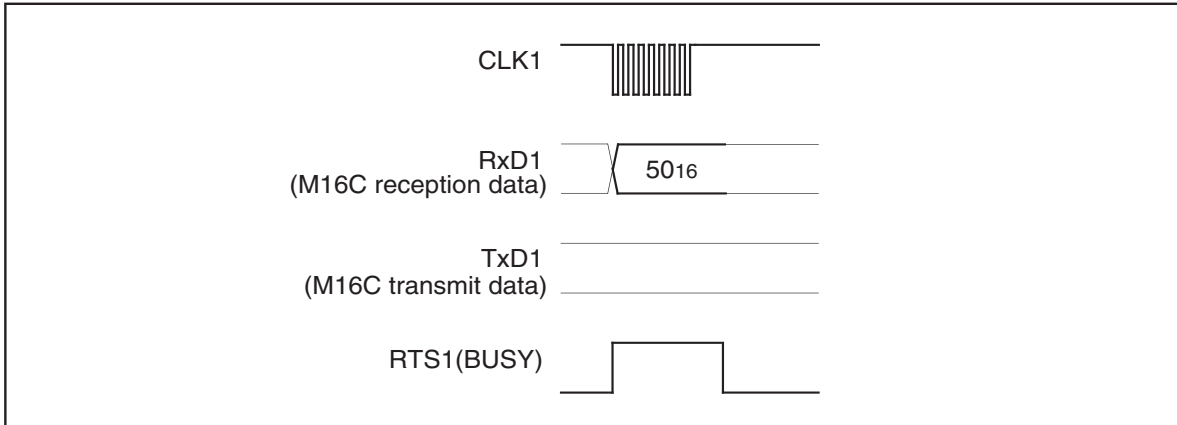 CLK1
RxD1
(M16C reception data)
5016
TxD1
(M16C transmit data)
RTS1(BUSY)